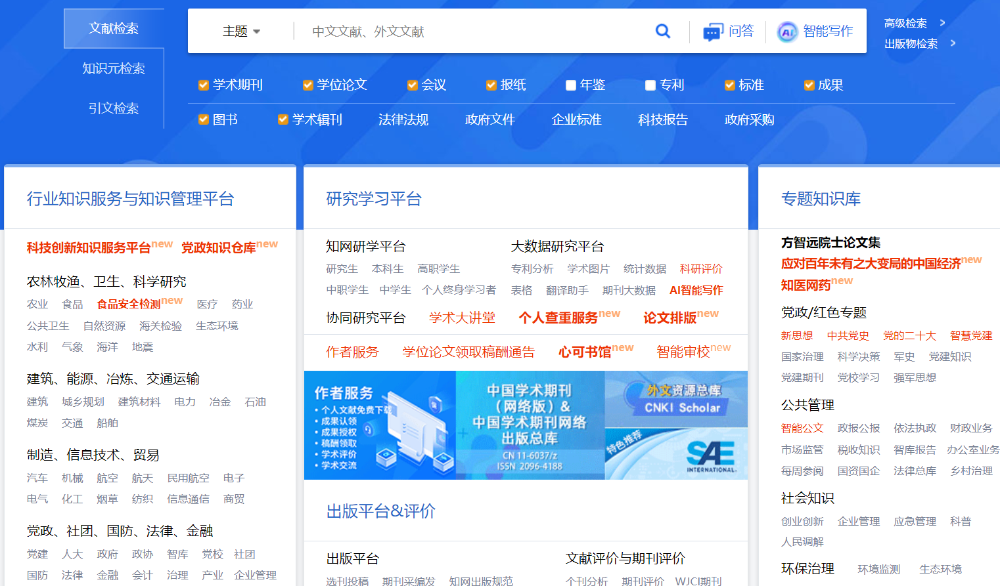 文献检索
知识元检索
引文检索
主题 中文文献、外文文献 问答 AI 智能写作
高级检索 >
出版物检索 >
学术期刊 学位论文 会议 报纸 年鉴 专利 标准 成果
图书 学术辑刊 法律法规 政府文件 企业标准 科技报告 政府采购
行业知识服务与知识管理平台
科技创新知识服务平台new 党政知识仓库new
农林牧渔、卫生、科学研究
农业 食品 食品安全检测new 医疗 药业
公共卫生 自然资源 海关检验 生态环境
水利 气象 海洋 地震
建筑、能源、冶炼、交通运输
建筑 城乡规划 建筑材料 电力 冶金 石油
煤炭 交通 船舶
制造、信息技术、贸易
汽车 机械 航空 航天 民用航空 电子
电气 化工 烟草 纺织 信息通信 商贸
党政、社团、国防、法律、金融
党建 人大 政府 政协 智库 党校 社团
国防 法律 金融 会计 治理 产业 企业管理
研究学习平台
知网研学平台
研究生 本科生 高职学生
中职学生 中学生 个人终身学习者
大数据研究平台
专利分析 学术图片 统计数据 科研评价
表格 翻译助手 期刊大数据 AI智能写作
协同研究平台 学术大讲堂 个人查重服务new 论文排版new
作者服务 学位论文领取稿酬通告 心可书馆new 智能审校new
作者服务
• 个人文献免费下载
• 成果认领
• 成果授权
• 稿酬领取
• 学术评价
• 学术交流
中国学术期刊
（网络版）&
中国学术期刊网络
出版总库
CN 11-6037/z
ISSN 2096-4188
外文资源总库
CNKI Scholar
特色推荐
SAE
INTERNATIONAL.
出版平台&评价
出版平台
选刊投稿 期刊采编发 知网出版规范
文献评价与期刊评价
个刊分析 期刊评价 WJCI期刊
专题知识库
方智远院士论文集
应对百年未有之大变局的中国经济new
知医网药new
党政/红色专题
新思想 中共党史 党的二十大 智慧党建
国家治理 科学决策 军史 党建知识
党建期刊 党校学习 强军思想
公共管理
智能公文 政报公报 依法执政 财政业务
市场监管 税收知识 智库报告 办公室业务
每周参阅 国资国企 法律总库 乡村治理
社会知识
创业创新 企业管理 应急管理 科普
人民调解
环保治理 环境监测 生态环境